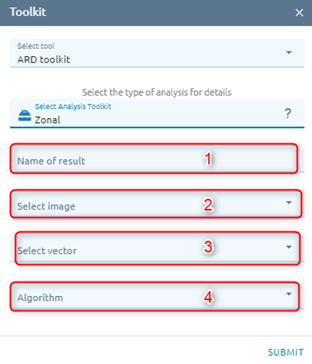 Toolkit ×
Select tool
ARD toolkit
Select the type of analysis for details
Select Analysis Toolkit
Zonal ?
Name of result 1
Select image 2
Select vector 3
Algorithm 4
SUBMIT